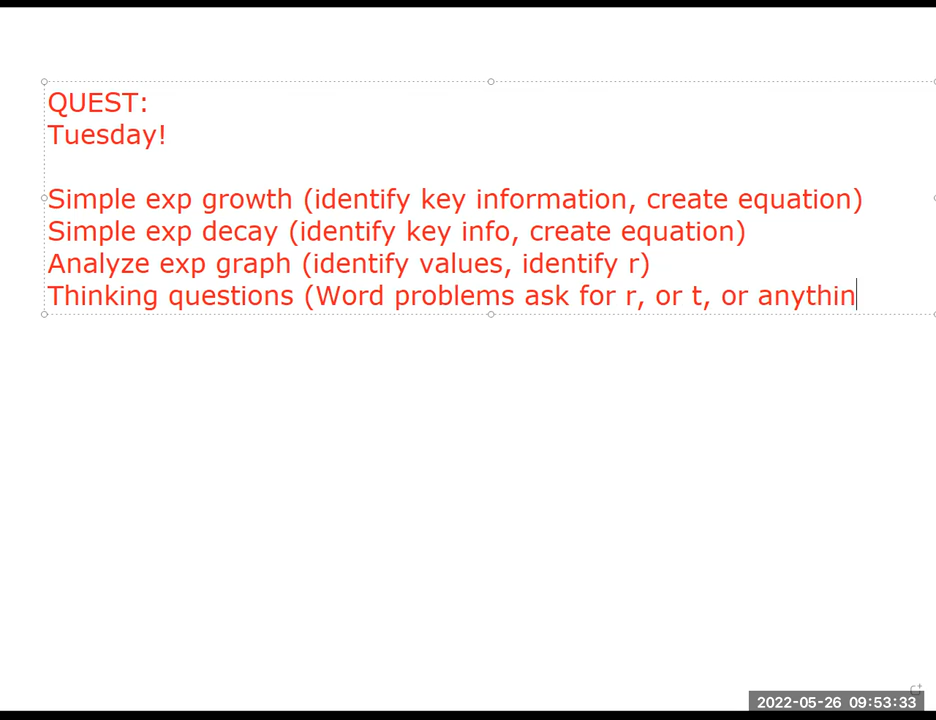 QUEST:
Tuesday!
Simple exp growth (identify key information, create equation)
Simple exp decay (identify key info, create equation)
Analyze exp graph (identify values, identify r)
Thinking questions (Word problems ask for r, or t, or anythin
2022-05-26 09:53:33